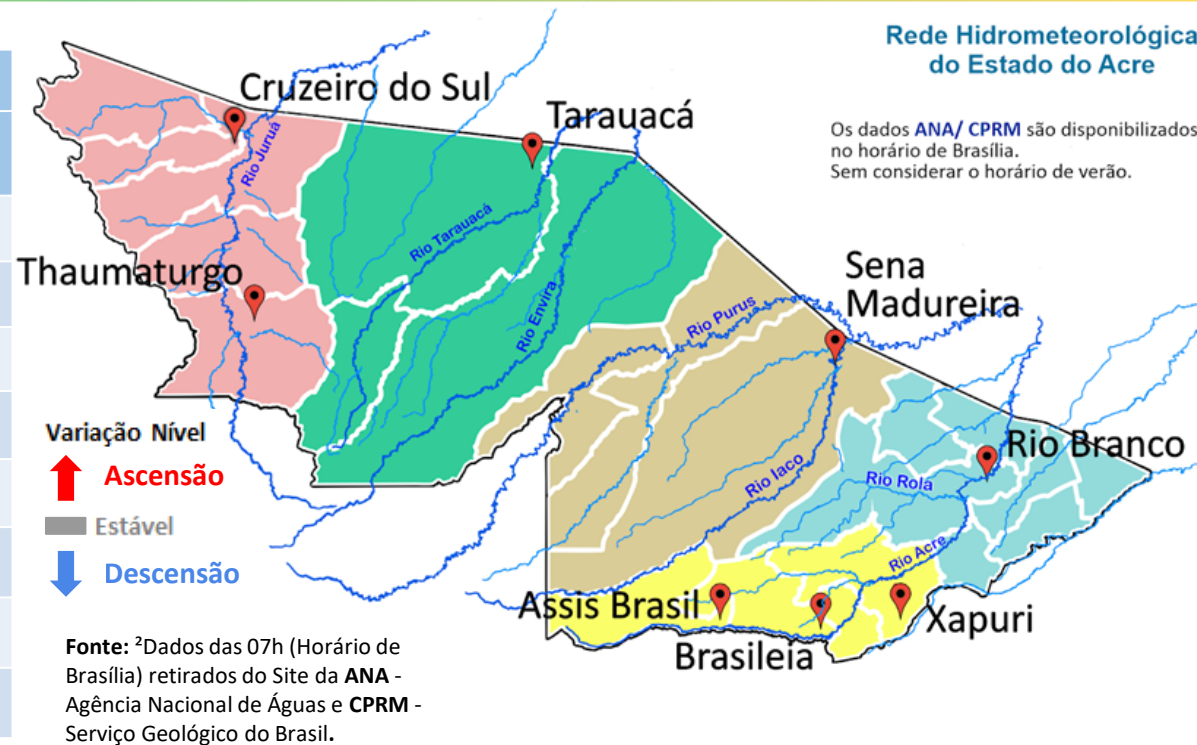 Rede Hidrometeorológica
do Estado do Acre
Os dados ANA/ CPRM são disponibilizados
no horário de Brasília.
Sem considerar o horário de verão.
Cruzeiro do Sul
Tarauacá
Rio Juruá
Rio Tarauacá
Thaumaturgo
Rio Envira
Sena
Madureira
Rio Purus
Rio Branco
Rio Iaco
Rio Rola
Rio Acre
Assis Brasil
Xapuri
Brasileia
Variação Nível
Ascensão
Estável
Descensão
Fonte: ²Dados das 07h (Horário de
Brasília) retirados do Site da ANA -
Agência Nacional de Águas e CPRM -
Serviço Geológico do Brasil.